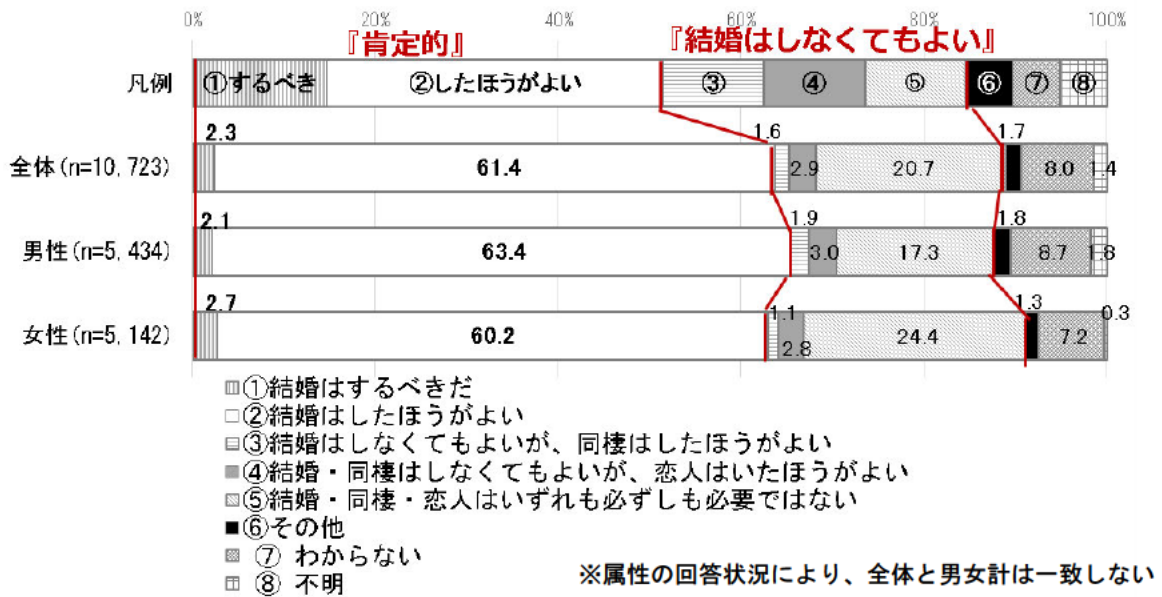 0% 20% 40% 60% 80% 100%
『肯定的』 『結婚はしなくてもよい』
凡例 ①するべき ②したほうがよい ③ ④ ⑤ ⑥ ⑦ ⑧
2.3 1.6 1.7
全体(n=10,723) 61.4 2.9 20.7 8.0 1.4
2.1 1.9 1.8
男性(n=5,434) 63.4 3.0 17.3 8.7 1.8
2.7 1.1 1.3 0.3
女性(n=5,142) 60.2 2.8 24.4 7.2
①結婚はするべきだ
②結婚はしたほうがよい
③結婚はしなくてもよいが、同棲はしたほうがよい
④結婚・同棲はしなくてもよいが、恋人はいたほうがよい
⑤結婚・同棲・恋人はいずれも必ずしも必要ではない
⑥その他
⑦ わからない
⑧ 不明
※属性の回答状況により、全体と男女計は一致しない